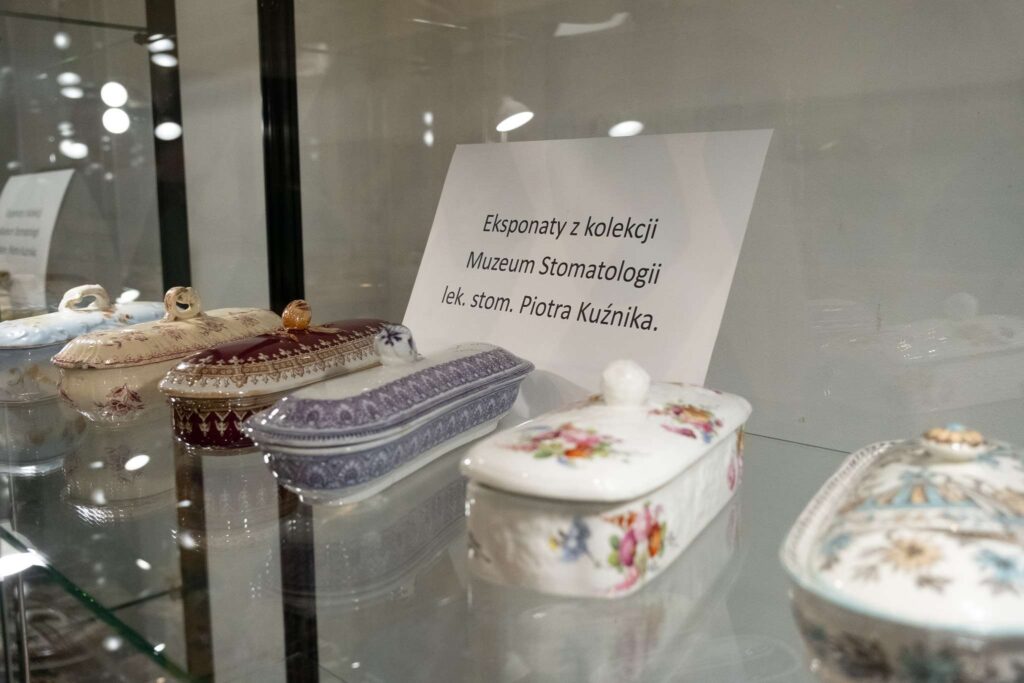 Eksponaty z kolekcji
Muzeum Stomatologii
lek. stom. Piotra Kuźnika.